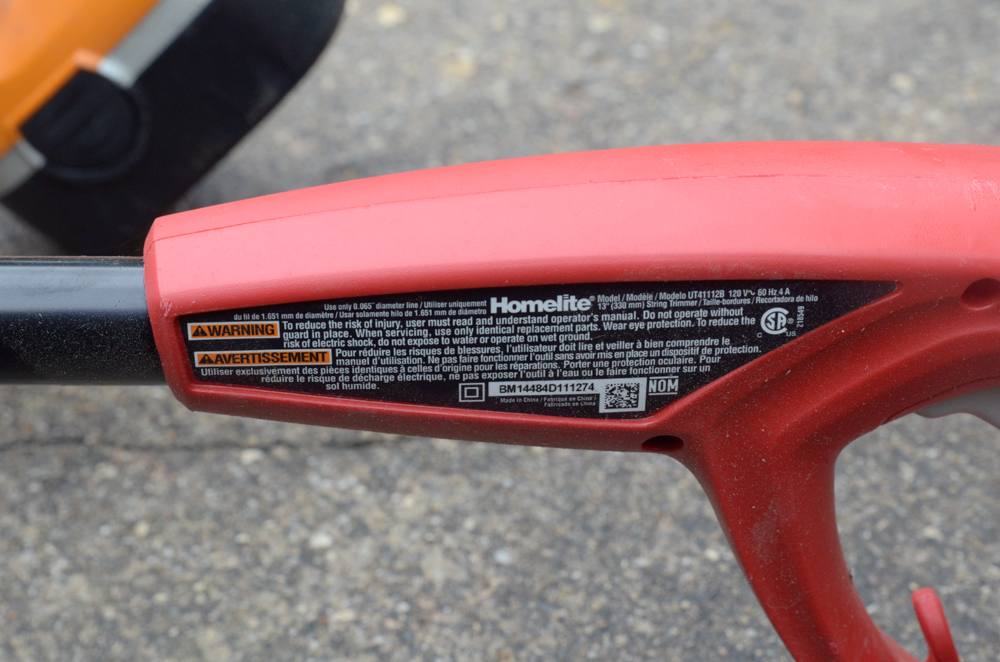 Use only 0.065" diameter line / Utiliser uniquement
du fil de 1.651 mm de diamètre / Usar solamente hilo de 1.651 mm de diámetro
Homelite®
Model / Modèle / Modelo UT41112B 120 V~ 60 Hz 4 A
13" (330 mm) String Trimmer / Taille-bordures / Recortadora de hilo
WARNING
To reduce the risk of injury, user must read and understand operator's manual. Do not operate without
guard in place. When servicing, use only identical replacement parts. Wear eye protection. To reduce the
risk of electric shock, do not expose to water or operate on wet ground.
AVERTISSEMENT
Pour réduire les risques de blessures, l'utilisateur doit lire et veiller à bien comprendre le
manuel d'utilisation. Ne pas faire fonctionner l'outil sans avoir mis en place un dispositif de protection.
Utiliser exclusivement des pièces identiques à celles d'origine pour les réparations. Porter une protection oculaire. Pour
réduire le risque de décharge électrique, ne pas exposer l'outil à l'eau ou le faire fonctionner sur un
sol humide.
SA ®
C US
218549
BM14484D111274
Made in China / Fabriqué en Chine /
Fabricado en China
NOM